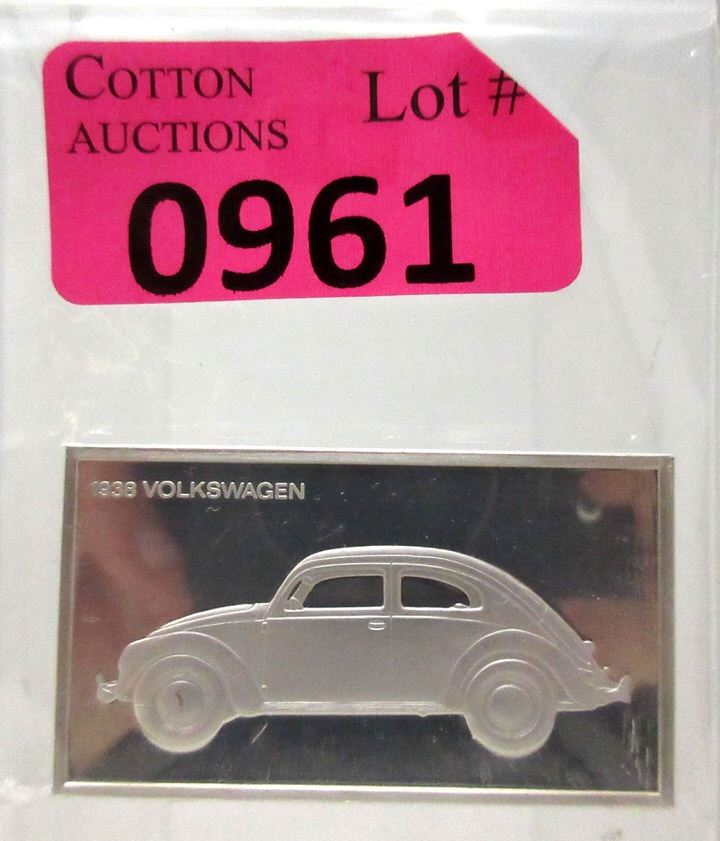 COTTON
AUCTIONS
Lot #
0961
1938 VOLKSWAGEN